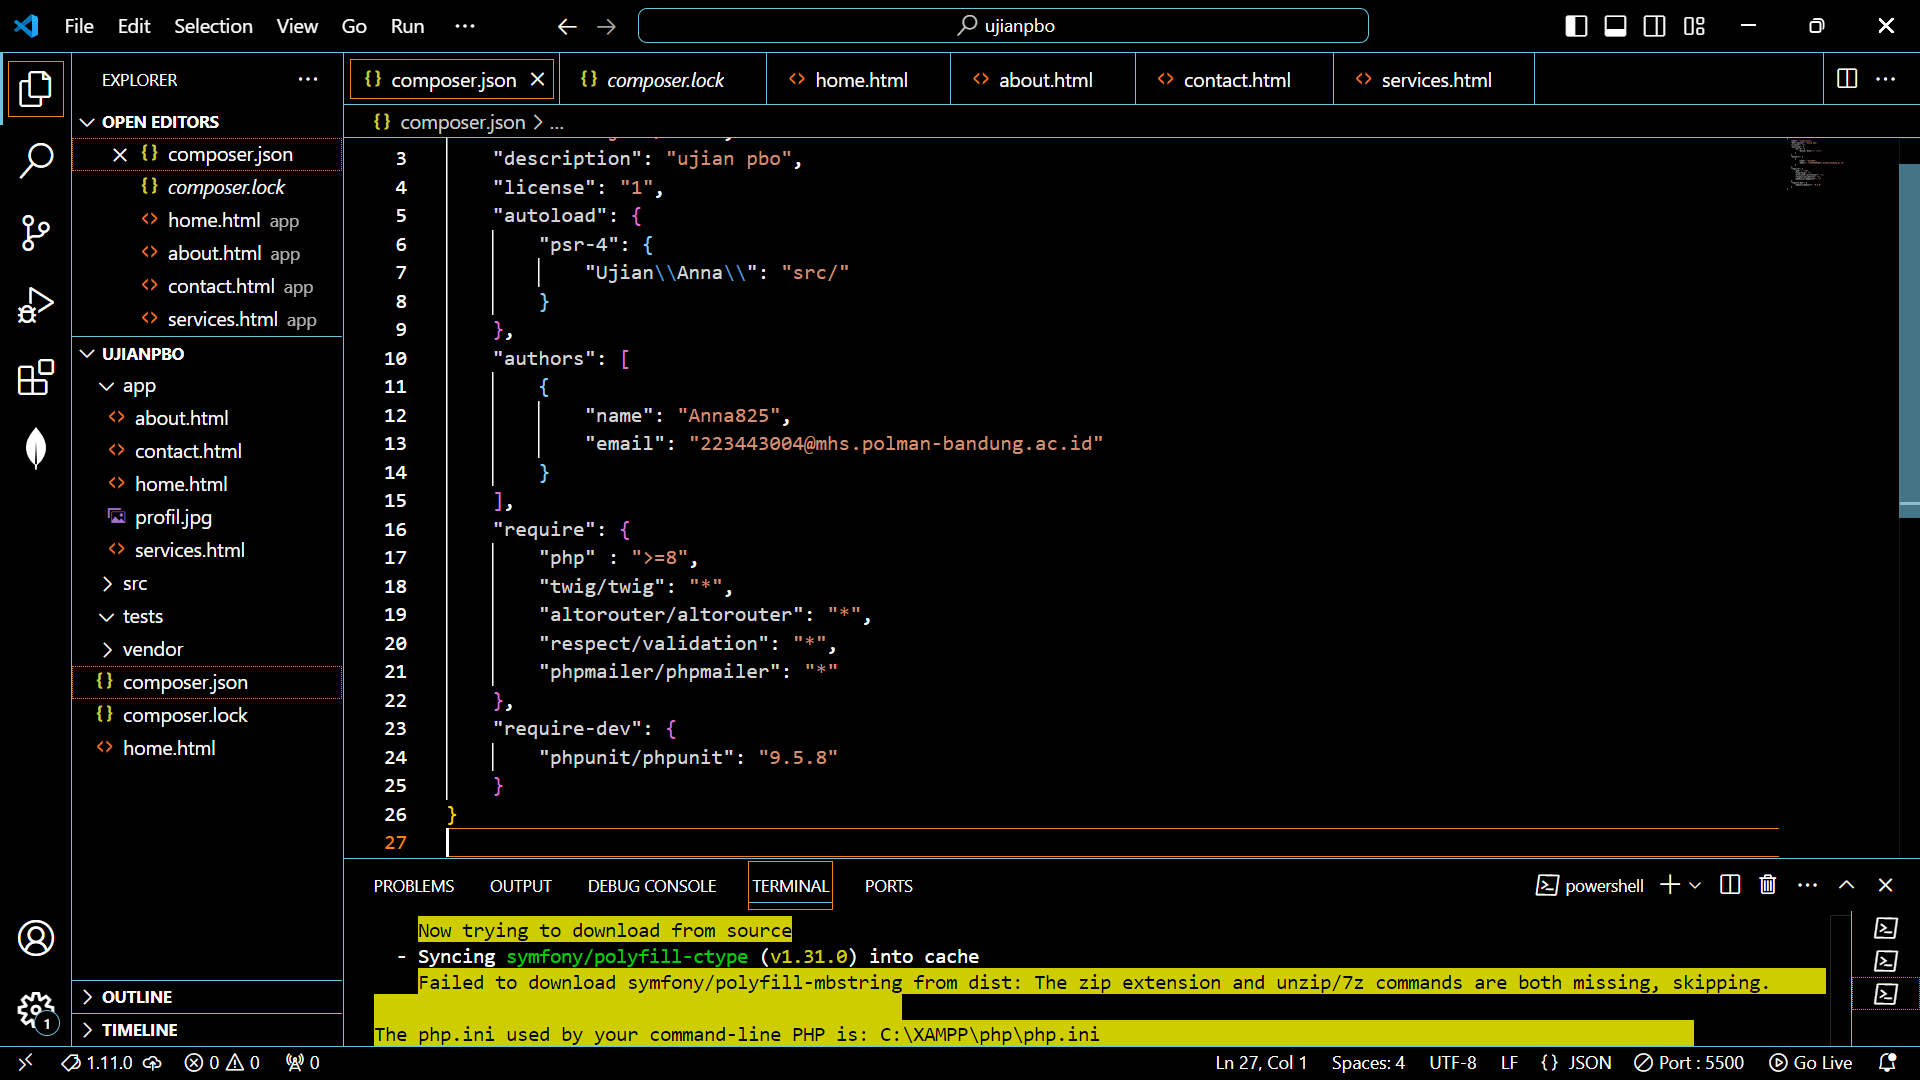 File Edit Selection View Go Run ··· ujianpbo
EXPLORER ···
OPEN EDITORS
composer.json
composer.lock
home.html app
about.html app
contact.html app
services.html app
UJIANPBO
app
about.html
contact.html
home.html
profil.jpg
services.html
src
tests
vendor
composer.json
composer.lock
home.html
OUTLINE
TIMELINE
{} composer.json {} composer.lock <> home.html <> about.html <> contact.html <> services.html
{} composer.json > ...
3 "description": "ujian pbo",
4 "license": "1",
5 "autoload": {
6 "psr-4": {
7 "Ujian\\Anna\\": "src/"
8 }
9 },
10 "authors": [
11 {
12 "name": "Anna825",
13 "email": "223443004@mhs.polman-bandung.ac.id"
14 }
15 ],
16 "require": {
17 "php" : ">=8",
18 "twig/twig": "*",
19 "altorouter/altorouter": "*",
20 "respect/validation": "*",
21 "phpmailer/phpmailer": "*"
22 },
23 "require-dev": {
24 "phpunit/phpunit": "9.5.8"
25 }
26 }
27
PROBLEMS OUTPUT DEBUG CONSOLE TERMINAL PORTS powershell
Now trying to download from source
- Syncing symfony/polyfill-ctype (v1.31.0) into cache
Failed to download symfony/polyfill-mbstring from dist: The zip extension and unzip/7z commands are both missing, skipping.
The php.ini used by your command-line PHP is: C:\XAMPP\php\php.ini
1
1.11.0 0 0 0 Ln 27, Col 1 Spaces: 4 UTF-8 LF {} JSON Port : 5500 Go Live